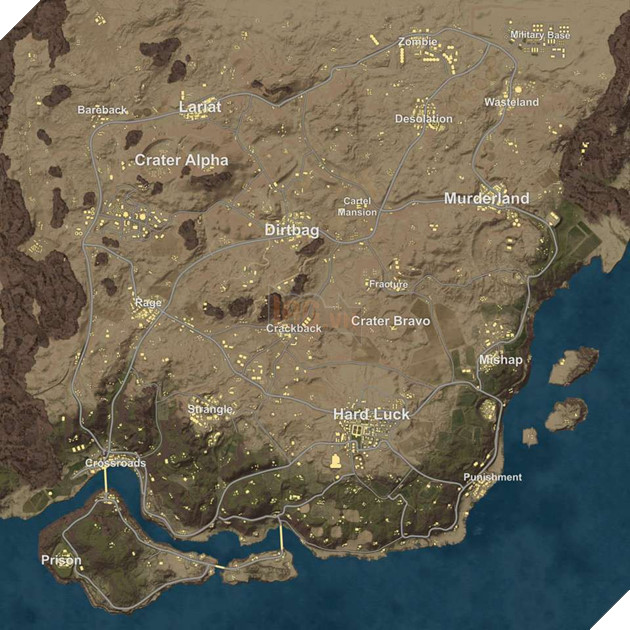 Zombie
Military Base
Bareback
Lariat
Wasteland
Desolation
Crater Alpha
Murderland
Cartel
Mansion
Dirtbag
Fracture
Rage
Crackback
Crater Bravo
Mishap
Strangle
Hard Luck
Crossroads
Punishment
Prison